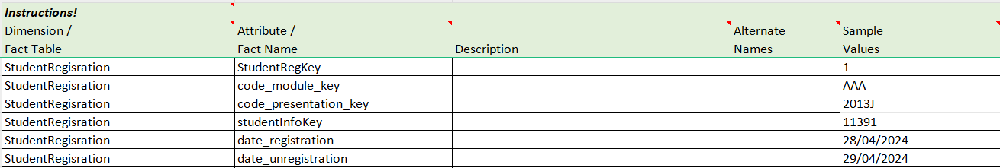 Instructions!
Dimension / Attribute / Alternate Sample
Fact Table Fact Name Description Names Values
StudentRegisration StudentRegKey 1
StudentRegisration code_module_key AAA
StudentRegisration code_presentation_key 2013J
StudentRegisration studentInfoKey 11391
StudentRegisration date_registration 28/04/2024
StudentRegisration date_unregistration 29/04/2024